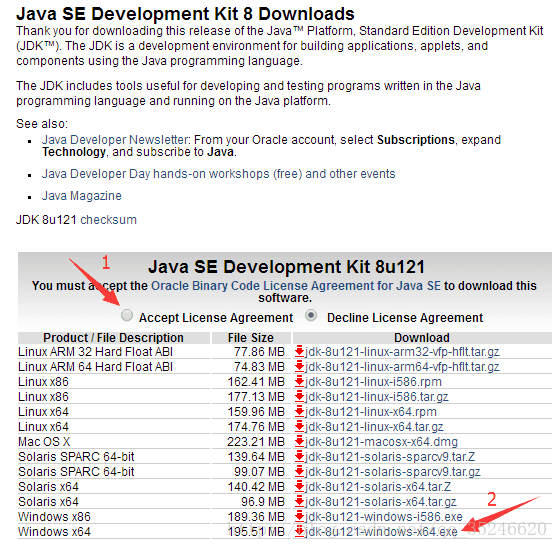 Java SE Development Kit 8 Downloads
Thank you for downloading this release of the Java™ Platform, Standard Edition Development Kit
(JDK™). The JDK is a development environment for building applications, applets, and
components using the Java programming language.
The JDK includes tools useful for developing and testing programs written in the Java
programming language and running on the Java platform.
See also:
Java Developer Newsletter: From your Oracle account, select Subscriptions, expand
Technology, and subscribe to Java.
Java Developer Day hands-on workshops (free) and other events
Java Magazine
JDK 8u121 checksum
1
Java SE Development Kit 8u121
You must accept the Oracle Binary Code License Agreement for Java SE to download this
software.
Accept License Agreement Decline License Agreement
Product / File Description File Size Download
Linux ARM 32 Hard Float ABI 77.86 MB jdk-8u121-linux-arm32-vfp-hflt.tar.gz
Linux ARM 64 Hard Float ABI 74.83 MB jdk-8u121-linux-arm64-vfp-hflt.tar.gz
Linux x86 162.41 MB jdk-8u121-linux-i586.rpm
Linux x86 177.13 MB jdk-8u121-linux-i586.tar.gz
Linux x64 159.96 MB jdk-8u121-linux-x64.rpm
Linux x64 174.76 MB jdk-8u121-linux-x64.tar.gz
Mac OS X 223.21 MB jdk-8u121-macosx-x64.dmg
Solaris SPARC 64-bit 139.64 MB jdk-8u121-solaris-sparcv9.tar.Z
Solaris SPARC 64-bit 99.07 MB jdk-8u121-solaris-sparcv9.tar.gz
Solaris x64 140.42 MB jdk-8u121-solaris-x64.tar.Z
Solaris x64 96.9 MB jdk-8u121-solaris-x64.tar.gz
2
Windows x86 189.36 MB jdk-8u121-windows-i586.exe
Windows x64 195.51 MB jdk-8u121-windows-x64.exe